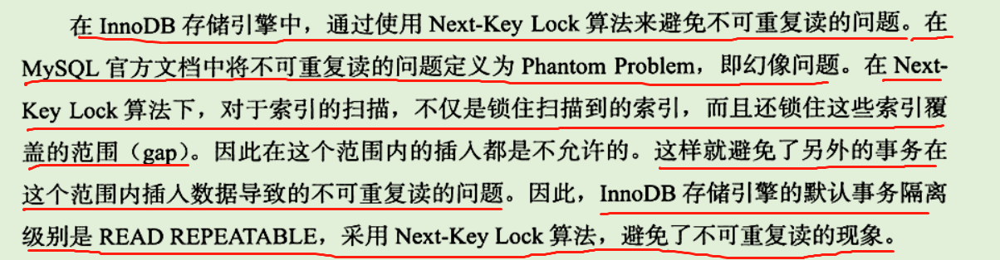 在 InnoDB 存储引擎中，通过使用 Next-Key Lock 算法来避免不可重复读的问题。在
MySQL 官方文档中将不可重复读的问题定义为 Phantom Problem，即幻像问题。在 Next-
Key Lock 算法下，对于索引的扫描，不仅是锁住扫描到的索引，而且还锁住这些索引覆
盖的范围（gap）。因此在这个范围内的插入都是不允许的。这样就避免了另外的事务在
这个范围内插入数据导致的不可重复读的问题。因此，InnoDB 存储引擎的默认事务隔离
级别是 READ REPEATABLE，采用 Next-Key Lock 算法，避免了不可重复读的现象。